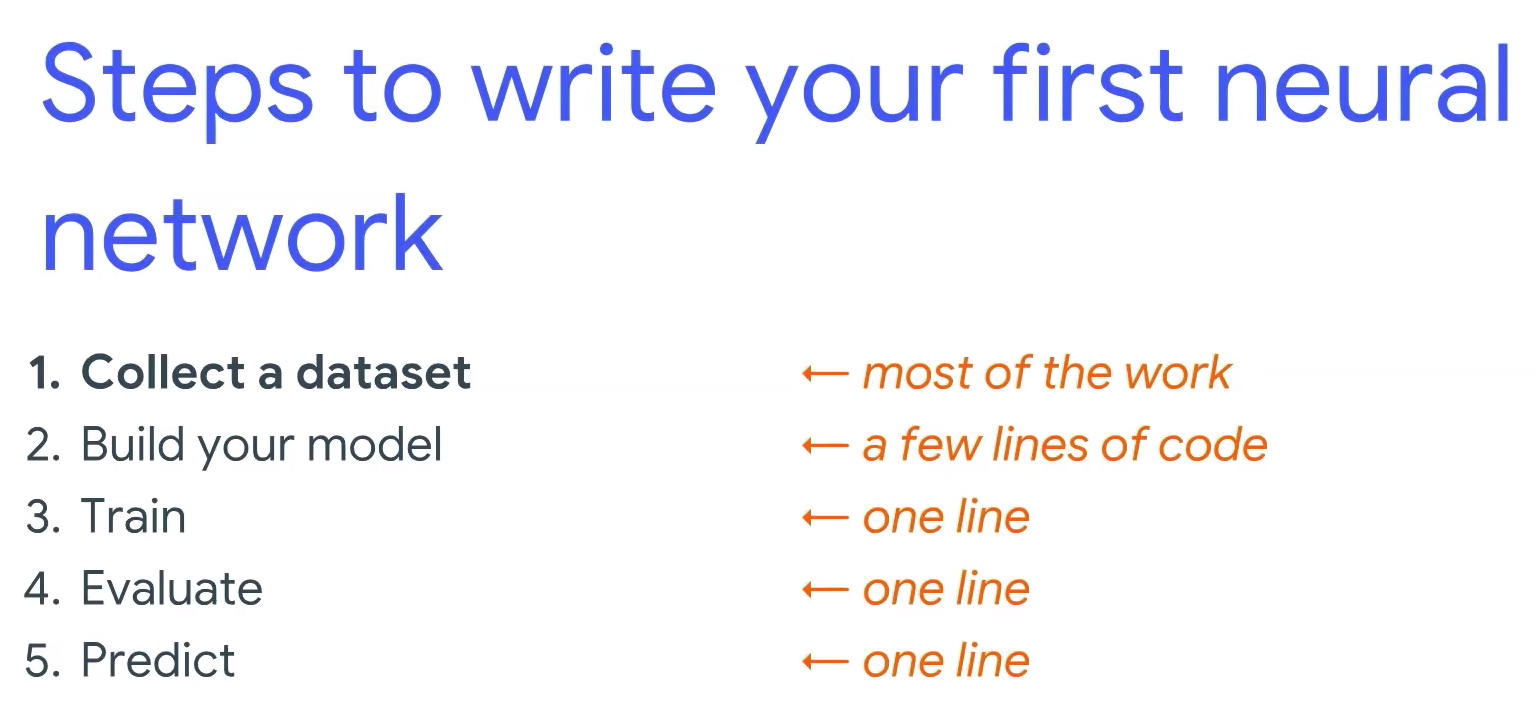 Steps to write your first neural
network
1. Collect a dataset ← most of the work
2. Build your model ← a few lines of code
3. Train ← one line
4. Evaluate ← one line
5. Predict ← one line